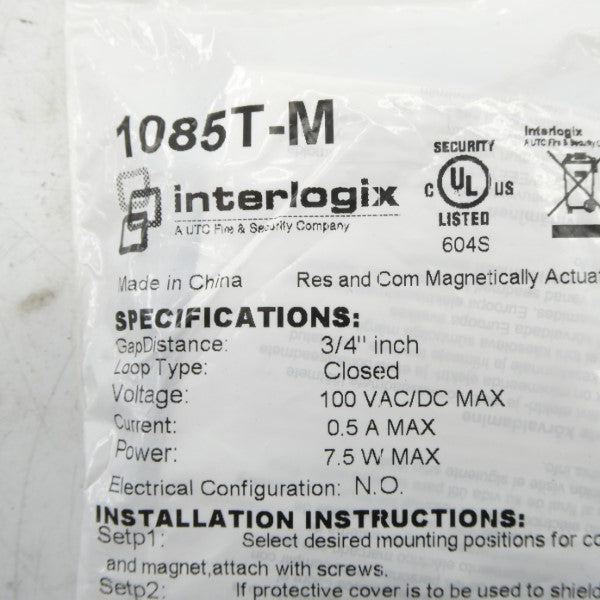 1085T-M
interlogix
A UTC Fire & Security Company
SECURITY
C UL US
LISTED
604S
Interlogix
A UTC Fire & Security
Made in China Res and Com Magnetically Actua
SPECIFICATIONS:
GapDistance: 3/4" inch
Loop Type: Closed
Voltage: 100 VAC/DC MAX
Current: 0.5 A MAX
Power: 7.5 W MAX
Electrical Configuration: N.O.
INSTALLATION INSTRUCTIONS:
Setp1: Select desired mounting positions for co
and magnet,attach with screws.
Setp2: If protective cover is to be used to shield